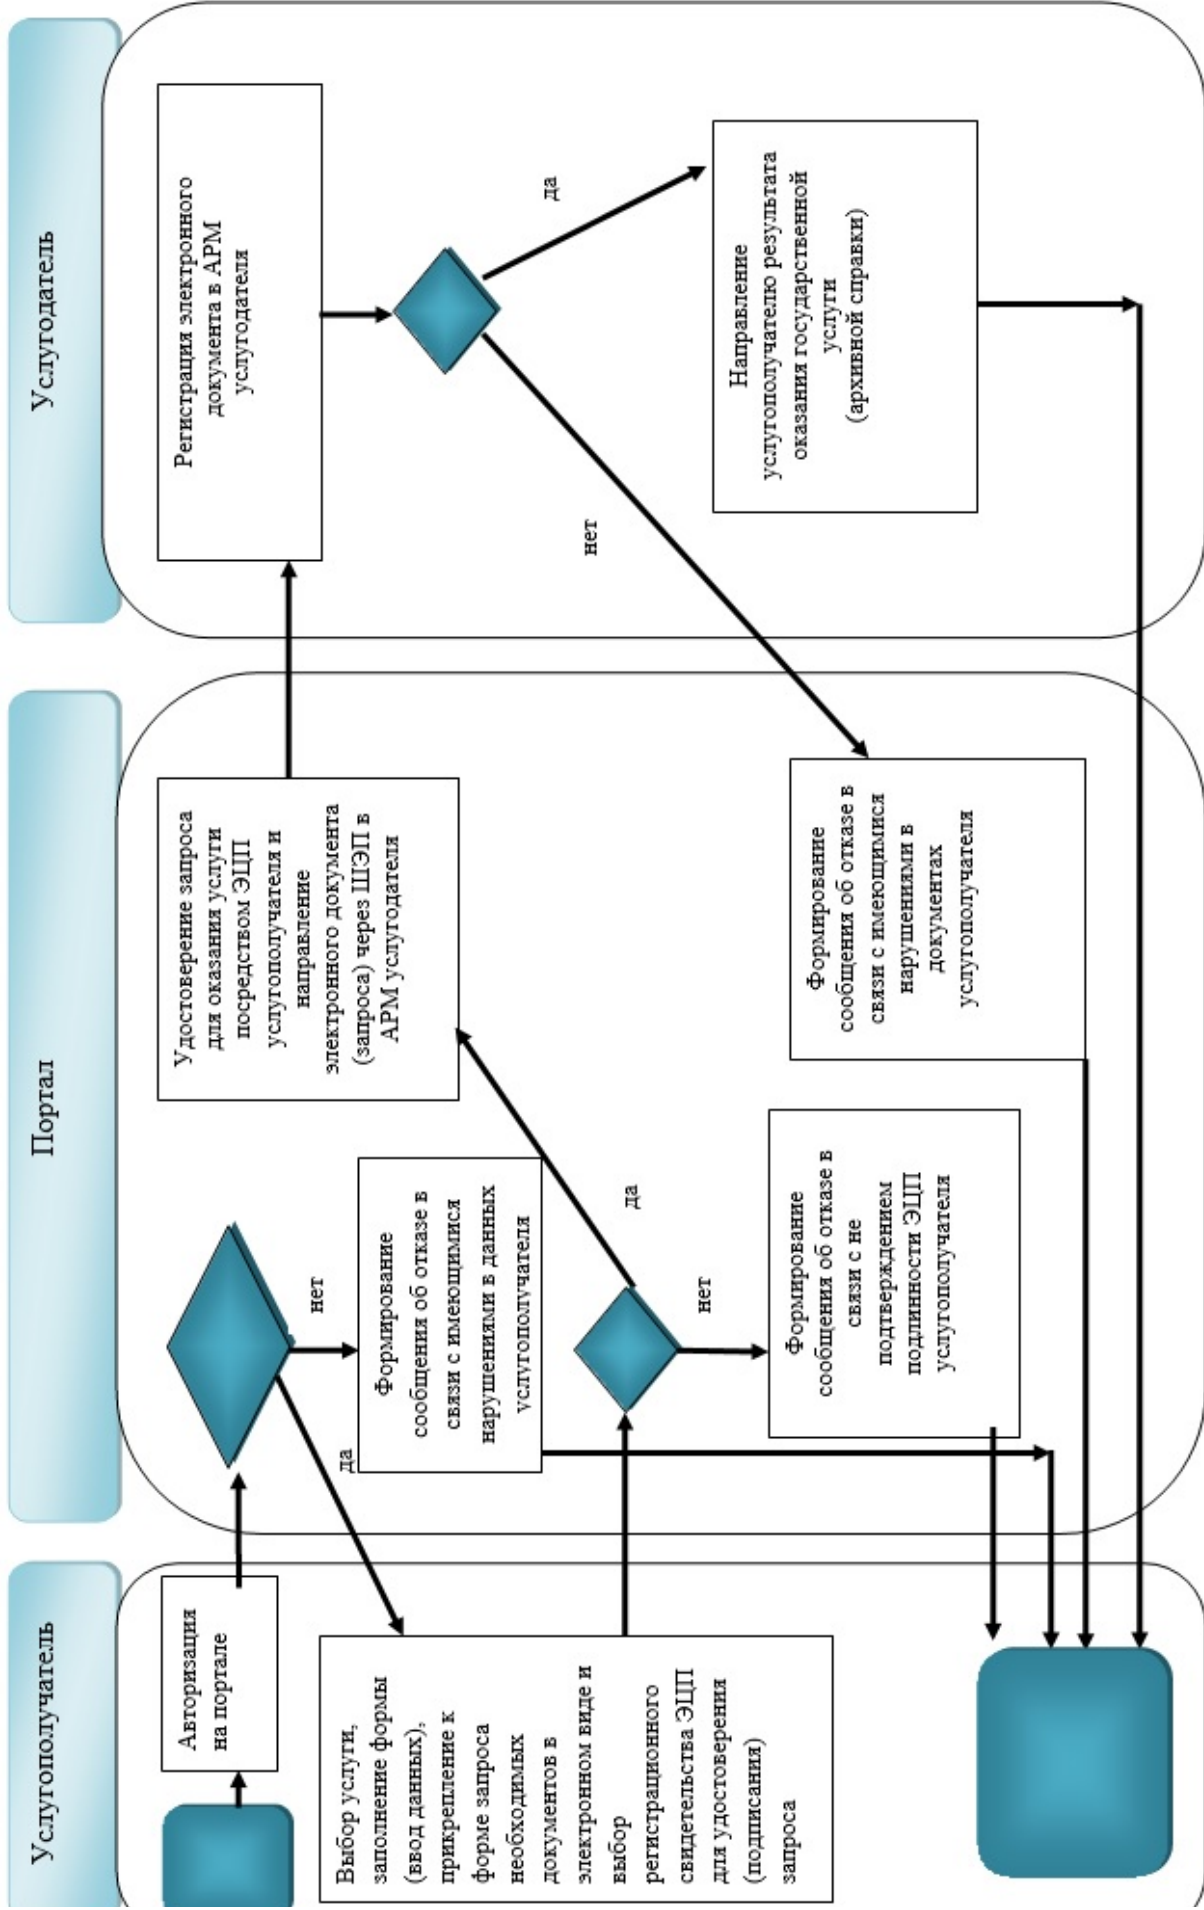 Услугополучатель
Портал
Услугодатель
Авторизация
на портале
Выбор услуги,
заполнение формы
(ввод данных),
прикрепление к
форме запроса
необходимых
документов в
электронном виде и
выбор
регистрационного
свидетельства ЭЦП
для удостоверения
(подписания)
запроса
нет
да
Формирование
сообщения об отказе в
связи с имеющимися
нарушениями в данных
услугополучателя
да
нет
Формирование
сообщения об отказе в
связи с не
подтверждением
подлинности ЭЦП
услугополучателя
Удостоверение запроса
для оказания услуги
посредством ЭЦП
услугополучателя и
направление
электронного документа
(запроса) через ШЭП в
АРМ услугодателя
Формирование
сообщения об отказе в
связи с имеющимися
нарушениями в
документах
услугополучателя
Регистрация электронного
документа в АРМ
услугодателя
да
нет
Направление
услугополучателю результата
оказания государственной
услуги
(архивной справки)